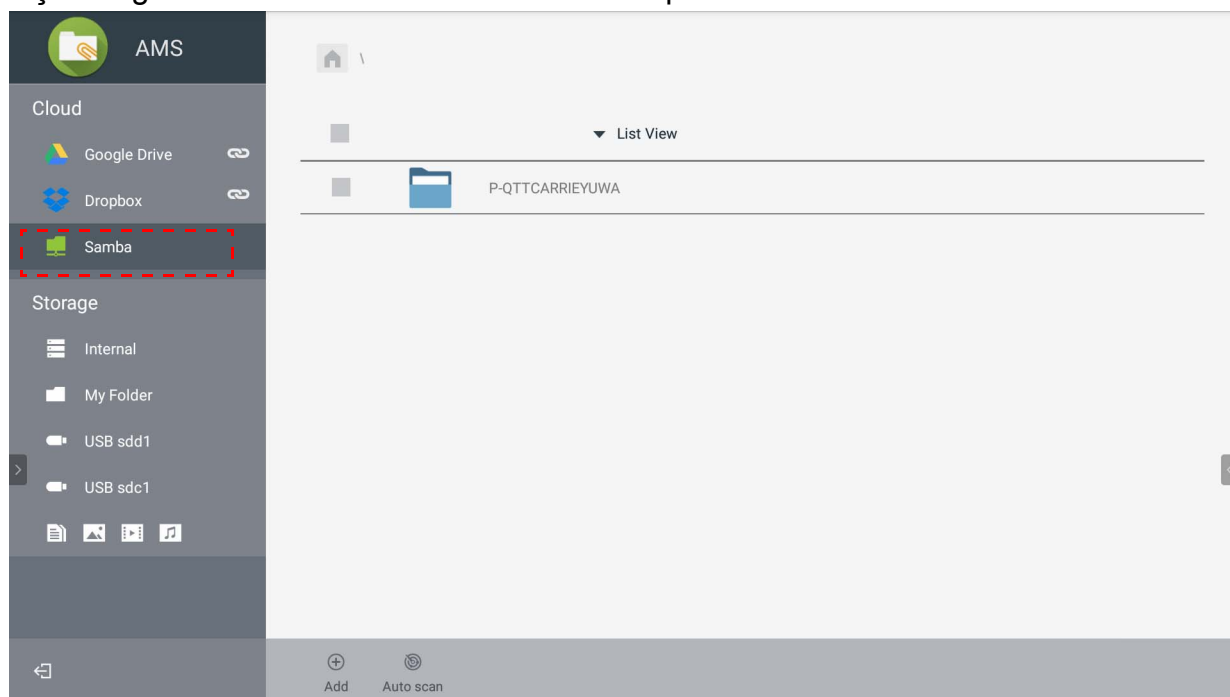 AMS
\
Cloud
Google Drive
Dropbox
Samba
Storage
Internal
My Folder
USB sdd1
USB sdc1
List View
P-QTTCARRIEYUWA
Add
Auto scan